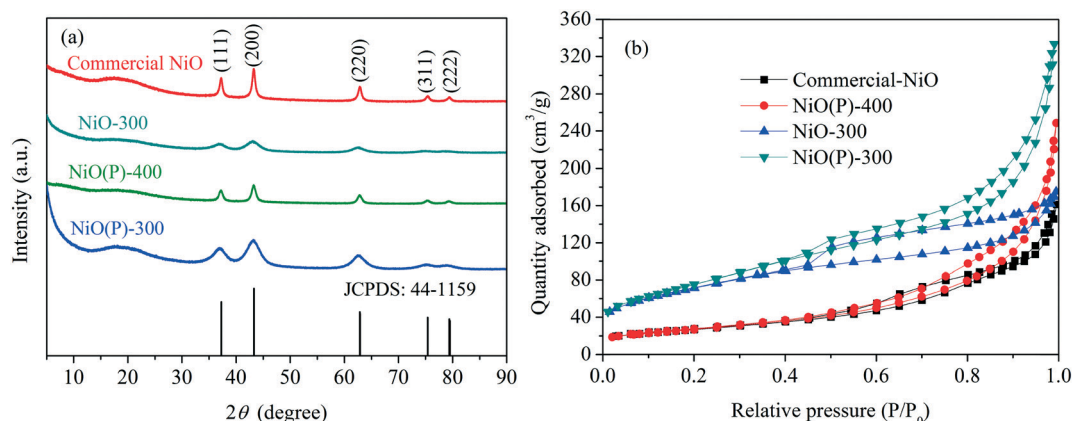 (a)
Commercial NiO
NiO-300
NiO(P)-400
NiO(P)-300
(111)
(200)
(220)
(311)
(222)
JCPDS: 44-1159
Intensity (a.u.)
10 20 30 40 50 60 70 80 90
2θ (degree)
(b)
Commercial-NiO
NiO(P)-400
NiO-300
NiO(P)-300
Quantity adsorbed (cm³/g)
360
320
280
240
200
160
120
80
40
0
0.0 0.2 0.4 0.6 0.8 1.0
Relative pressure (P/P₀)